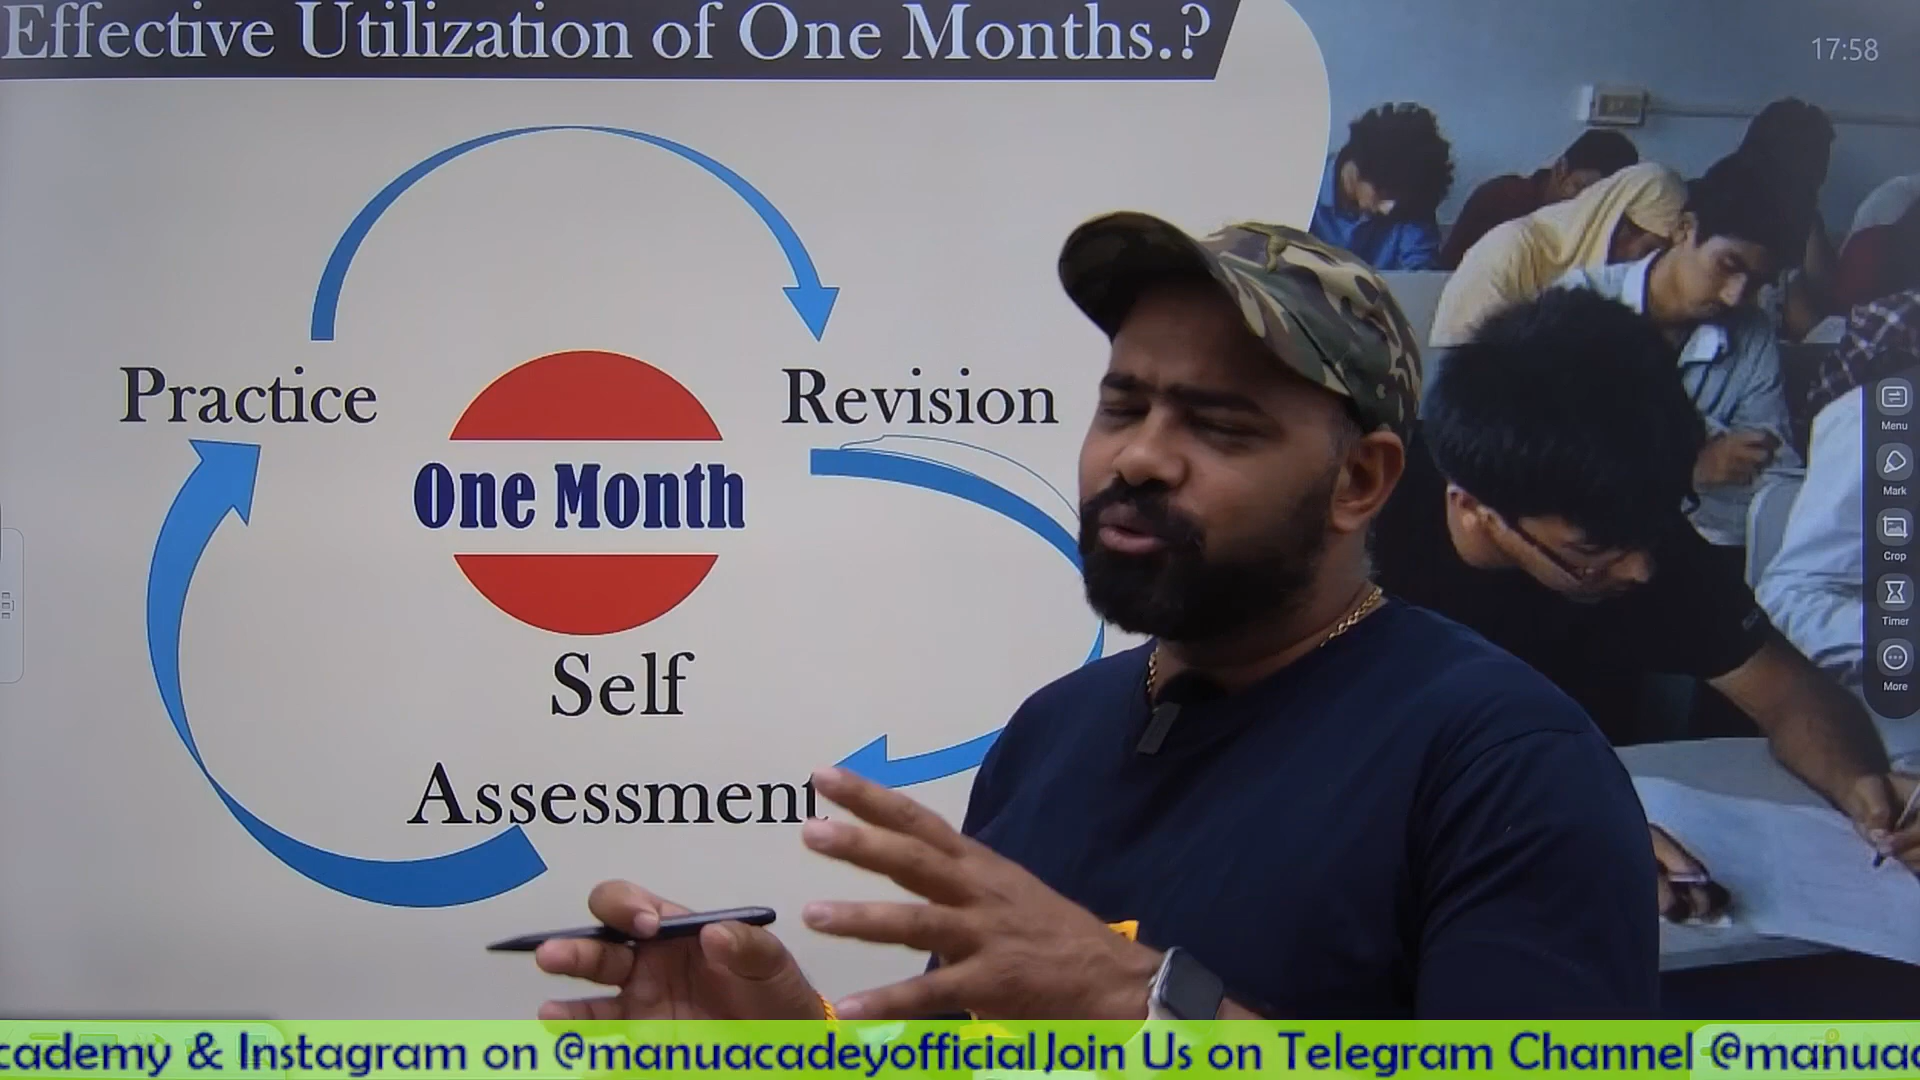 Effective Utilization of One Months.?
17:58
Practice
Revision
One Month
Self
Assessment
Menu
Mark
Crop
Timer
More
cademy & Instagram on @manuacadeyofficial Join Us on Telegram Channel @manuac